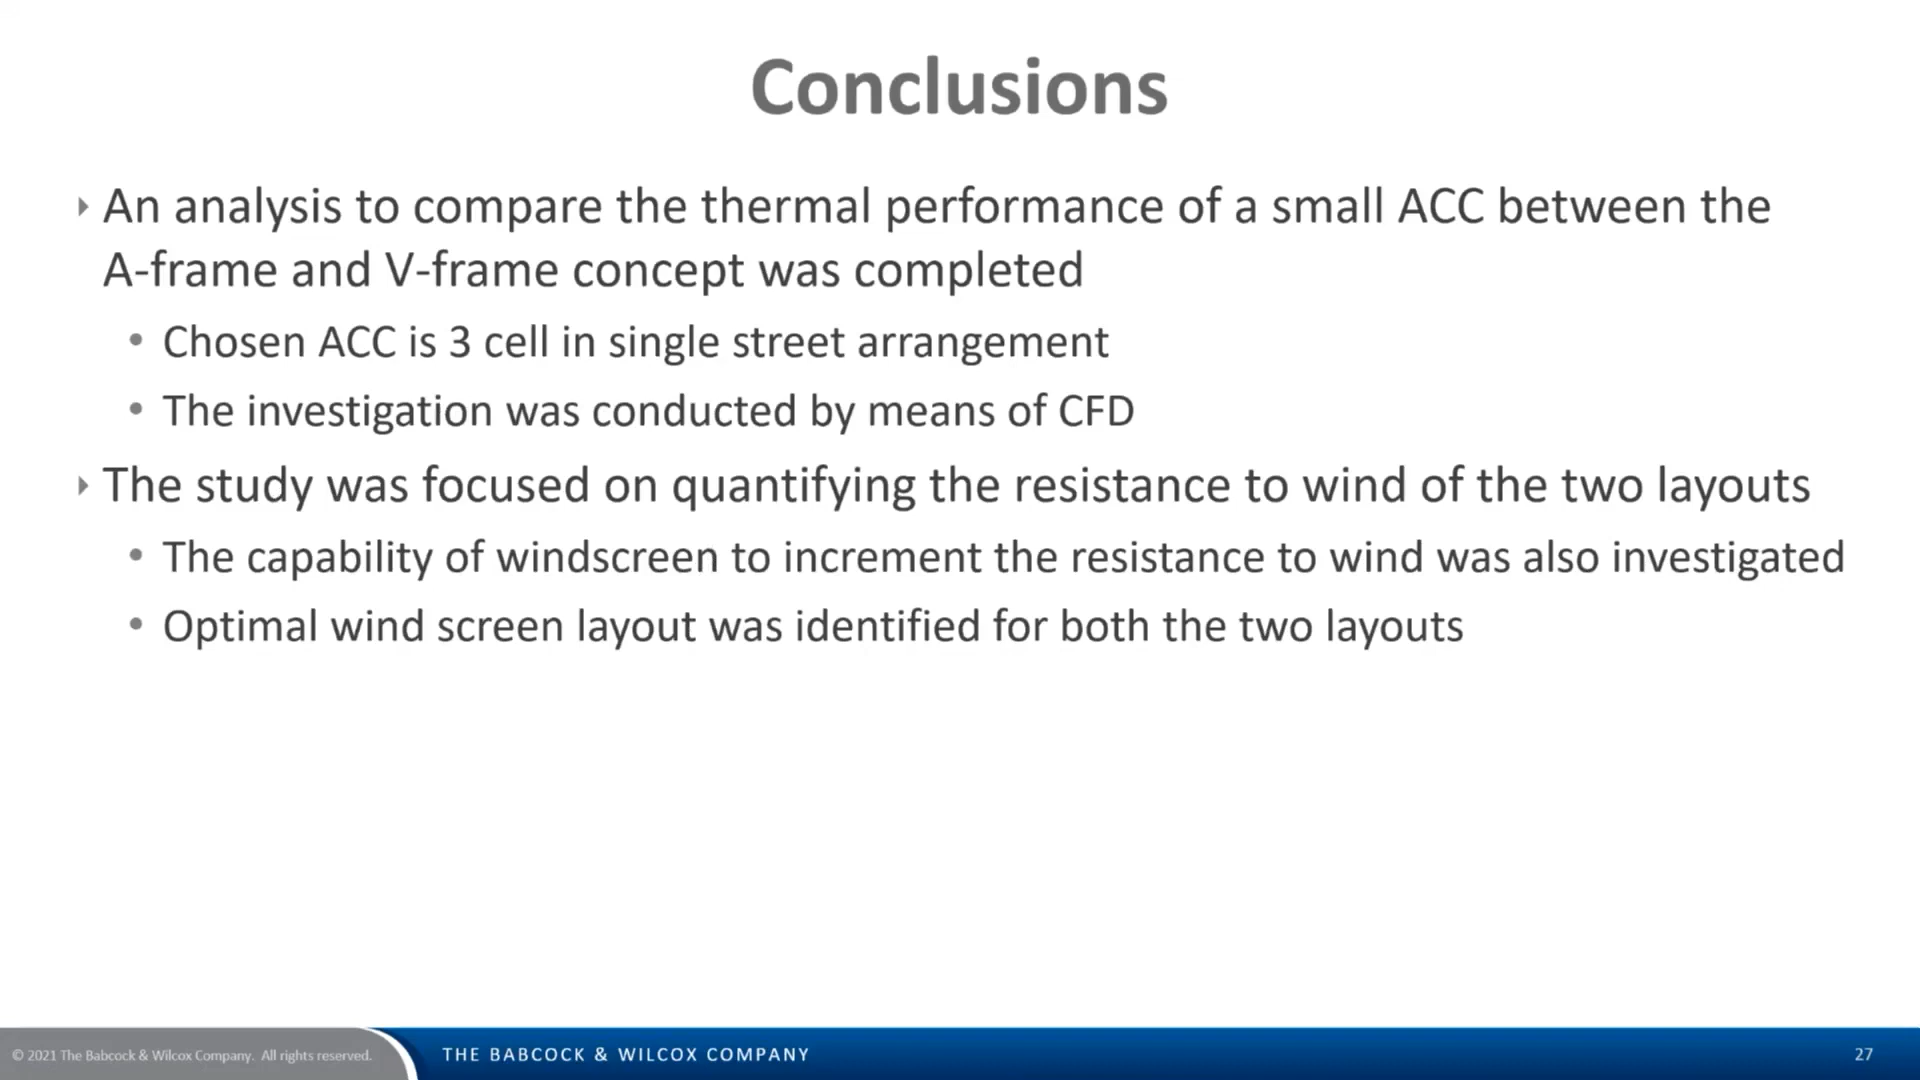 Conclusions
An analysis to compare the thermal performance of a small ACC between the
A-frame and V-frame concept was completed
• Chosen ACC is 3 cell in single street arrangement
• The investigation was conducted by means of CFD
The study was focused on quantifying the resistance to wind of the two layouts
• The capability of windscreen to increment the resistance to wind was also investigated
• Optimal wind screen layout was identified for both the two layouts
© 2021 The Babcock & Wilcox Company. All rights reserved.
THE BABCOCK & WILCOX COMPANY
27